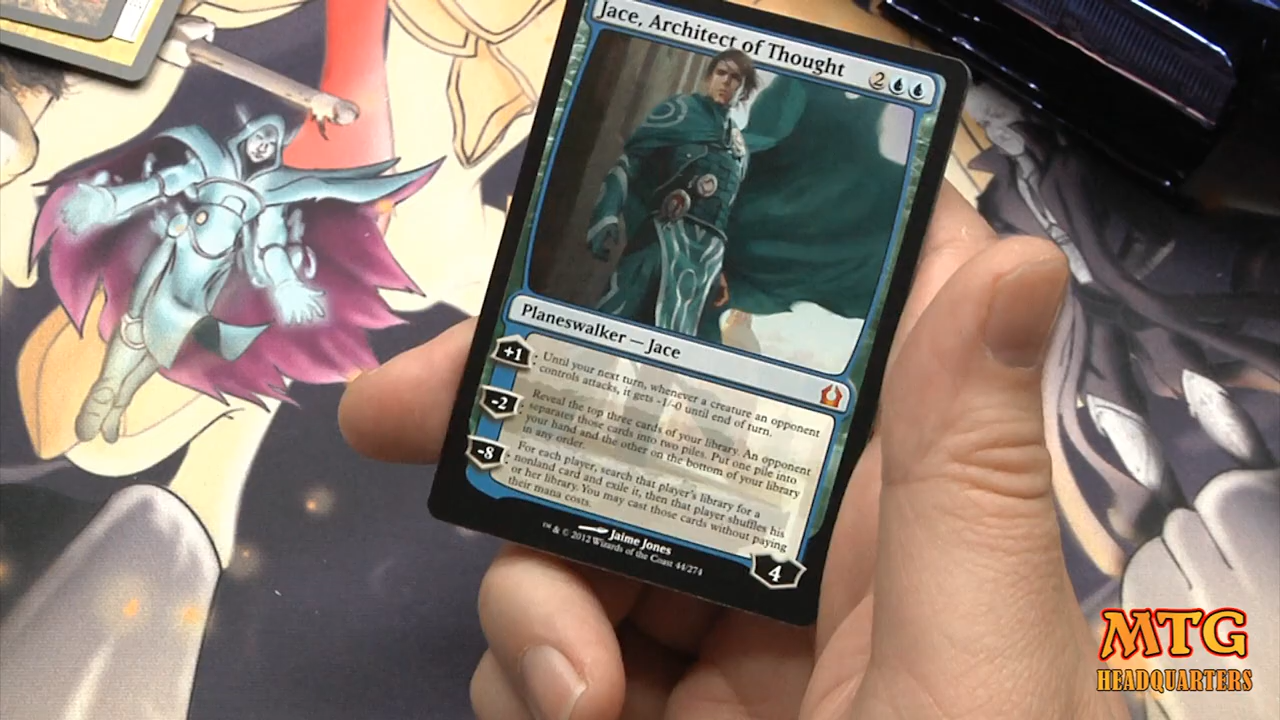 Jace, Architect of Thought
2
Planeswalker — Jace
+1
: Until your next turn, whenever a creature an opponent
controls attacks, it gets -1/-0 until end of turn.
-2
: Reveal the top three cards of your library. An opponent
separates those cards into two piles. Put one pile into
your hand and the other on the bottom of your library
in any order.
-8
: For each player, search that player's library for a
nonland card and exile it, then that player shuffles his
or her library. You may cast those cards without paying
their mana costs.
Jaime Jones
™ & © 2012 Wizards of the Coast 44/274
4
MTG
HEADQUARTERS